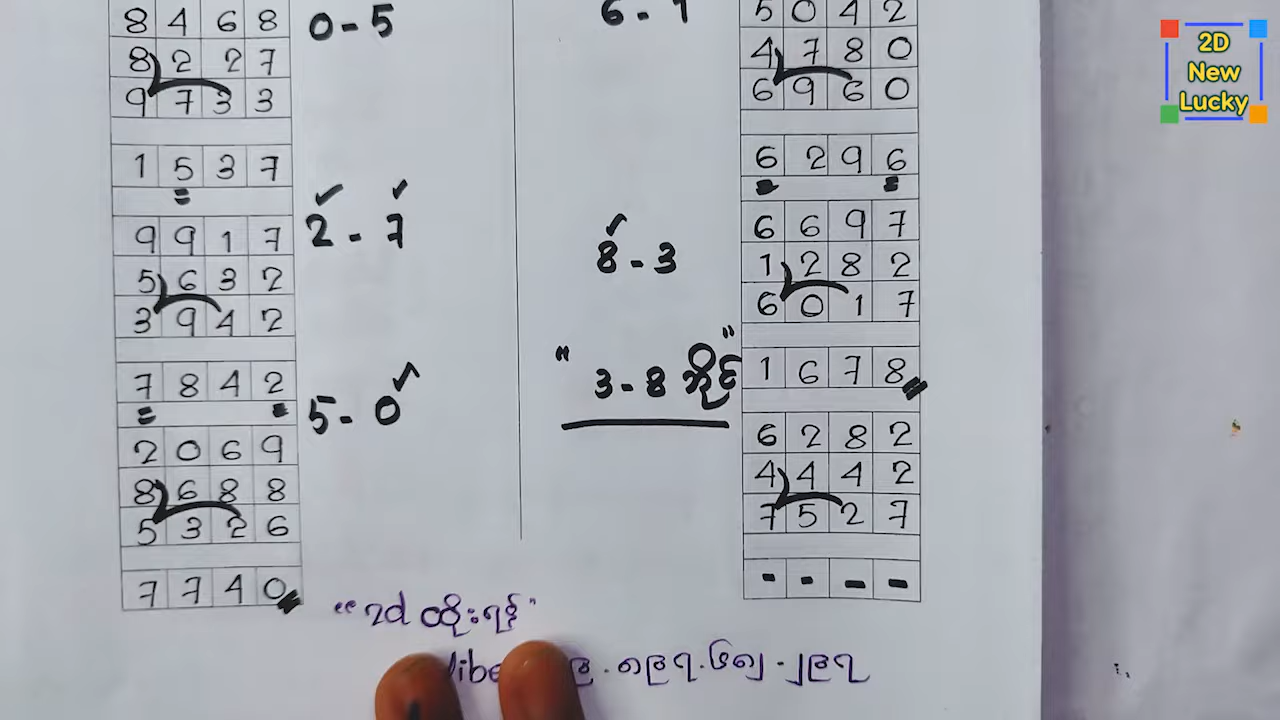 8 4 6 8
8 2 2 7
9 7 3 3
1 5 3 7
9 9 1 7
5 6 3 2
3 9 4 2
7 8 4 2
2 0 6 9
8 6 8 8
5 3 2 6
7 7 4 0
0 - 5
2 - 7
5 - 0
8 - 3
" 3 - 8 ဘိုင် "
5 0 4 2
4 7 8 0
6 9 6 0
6 2 9 6
6 6 9 7
1 2 8 2
6 0 1 7
1 6 7 8
6 2 8 2
4 4 4 2
7 5 2 7
- - - -
"2d ထိုးရန်"
2D
New
Lucky